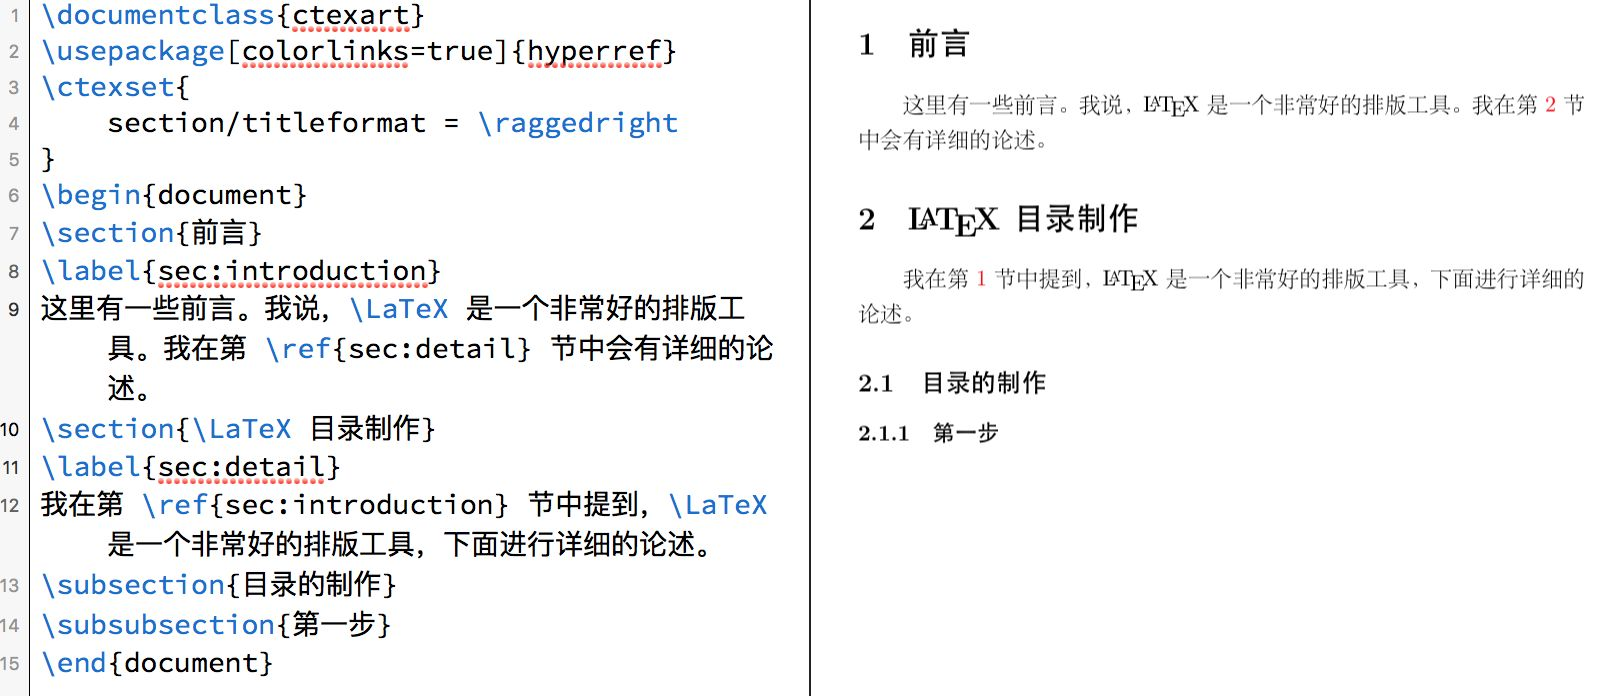 1 \documentclass{ctexart}
2 \usepackage[colorlinks=true]{hyperref}
3 \ctexset{
4 section/titleformat = \raggedright
5 }
6 \begin{document}
7 \section{前言}
8 \label{sec:introduction}
9 这里有一些前言。我说，\LaTeX 是一个非常好的排版工
具。我在第 \ref{sec:detail} 节中会有详细的论
述。
10 \section{\LaTeX 目录制作}
11 \label{sec:detail}
12 我在第 \ref{sec:introduction} 节中提到，\LaTeX
是一个非常好的排版工具，下面进行详细的论述。
13 \subsection{目录的制作}
14 \subsubsection{第一步}
15 \end{document}
1 前言
这里有一些前言。我说，LATEX 是一个非常好的排版工具。我在第 2 节
中会有详细的论述。
2 LATEX 目录制作
我在第 1 节中提到，LATEX 是一个非常好的排版工具，下面进行详细的
论述。
2.1 目录的制作
2.1.1 第一步